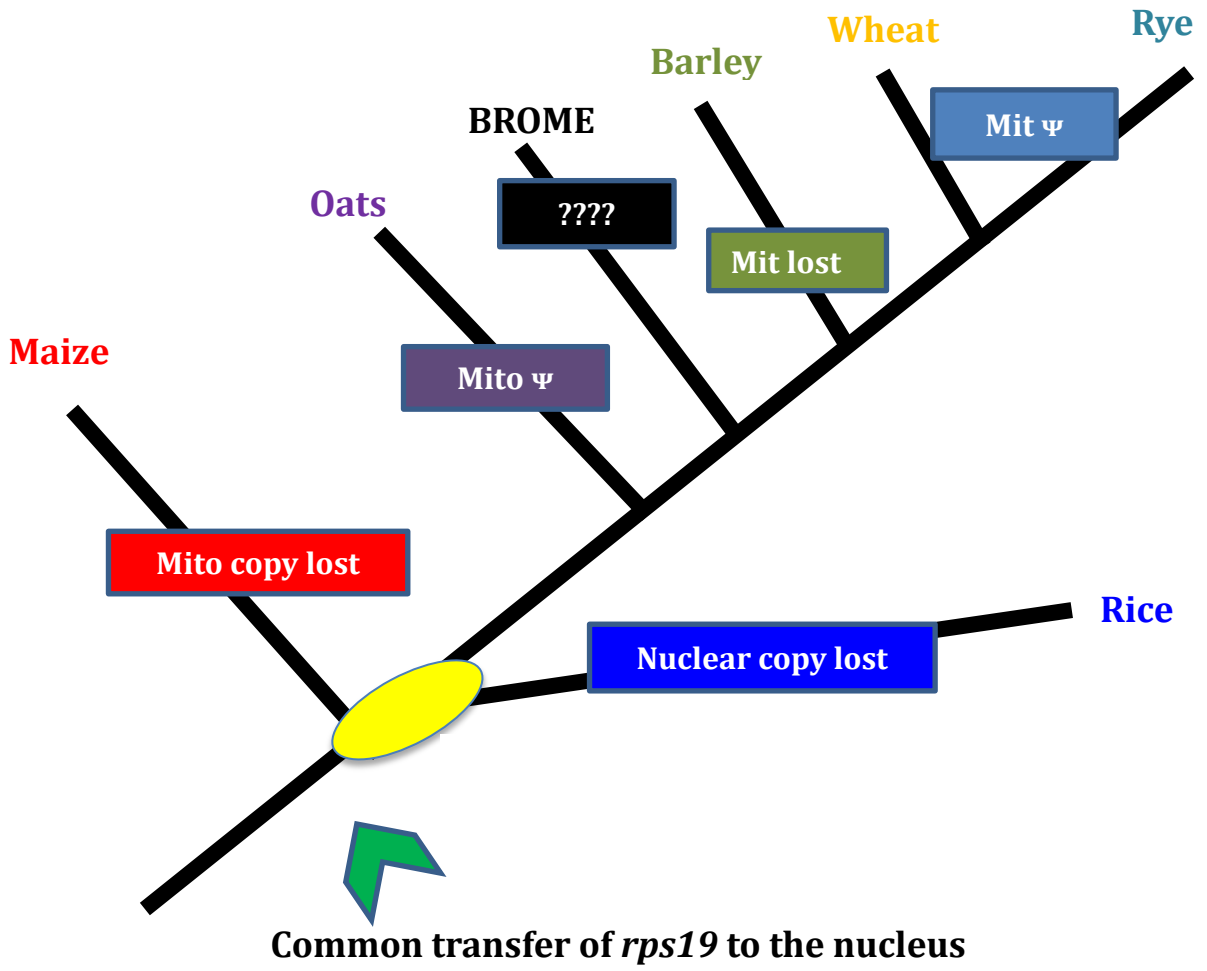 Rye
Wheat
Barley
Mit ψ
BROME
Oats
????
Mit lost
Maize
Mito ψ
Mito copy lost
Rice
Nuclear copy lost
Common transfer of rps19 to the nucleus